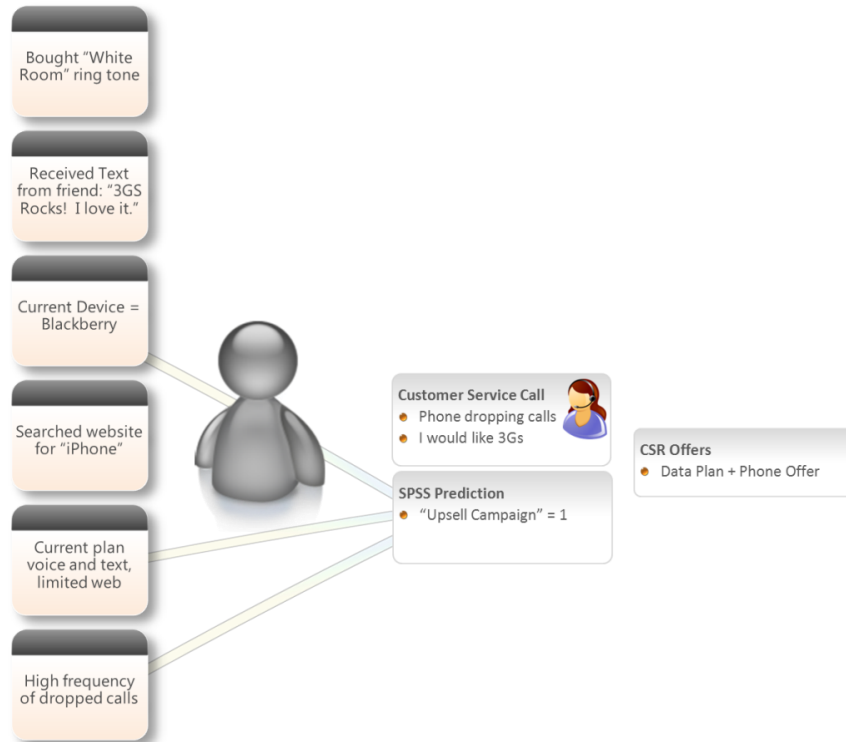 Bought “White
Room” ring tone
Received Text
from friend: “3GS
Rocks!  I love it.”
Current Device =
Blackberry
Searched website
for “iPhone”
Current plan
voice and text,
limited web
High frequency
of dropped calls
Customer Service Call
Phone dropping calls
I would like 3Gs
SPSS Prediction
“Upsell Campaign” = 1
CSR Offers
Data Plan + Phone Offer